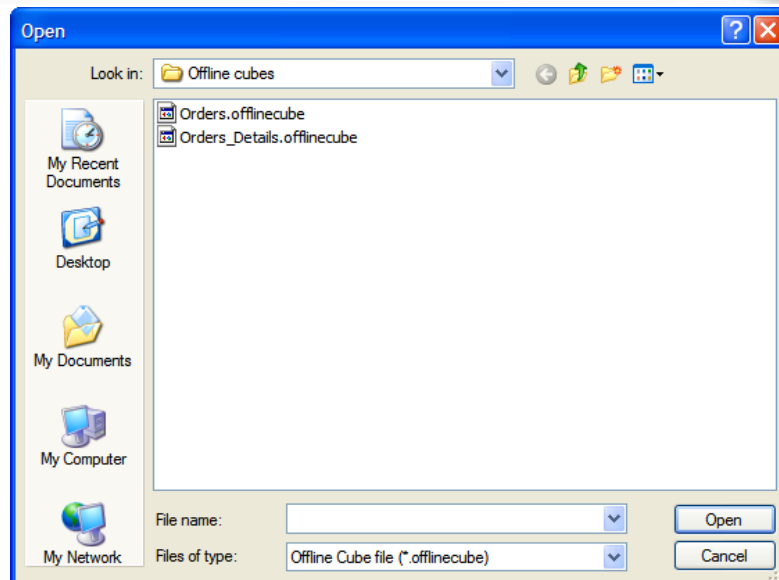 Open
Look in:
Offline cubes
Orders.offlinecube
Orders_Details.offlinecube
My Recent
Documents
Desktop
My Documents
My Computer
My Network
File name:
Open
Files of type:
Offline Cube file (*.offlinecube)
Cancel